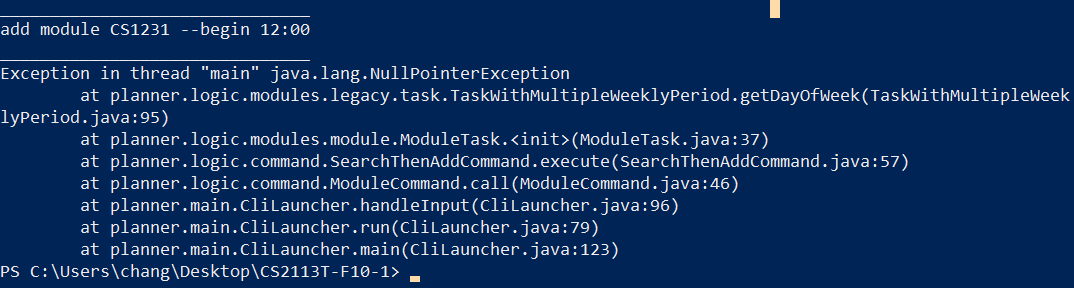 add module CS1231 --begin 12:00
Exception in thread "main" java.lang.NullPointerException
        at planner.logic.modules.legacy.task.TaskWithMultipleWeeklyPeriod.getDayOfWeek(TaskWithMultipleWeek
lyPeriod.java:95)
        at planner.logic.modules.module.ModuleTask.<init>(ModuleTask.java:37)
        at planner.logic.command.SearchThenAddCommand.execute(SearchThenAddCommand.java:57)
        at planner.logic.command.ModuleCommand.call(ModuleCommand.java:46)
        at planner.main.CliLauncher.handleInput(CliLauncher.java:96)
        at planner.main.CliLauncher.run(CliLauncher.java:79)
        at planner.main.CliLauncher.main(CliLauncher.java:123)
PS C:\Users\chang\Desktop\CS2113T-F10-1>